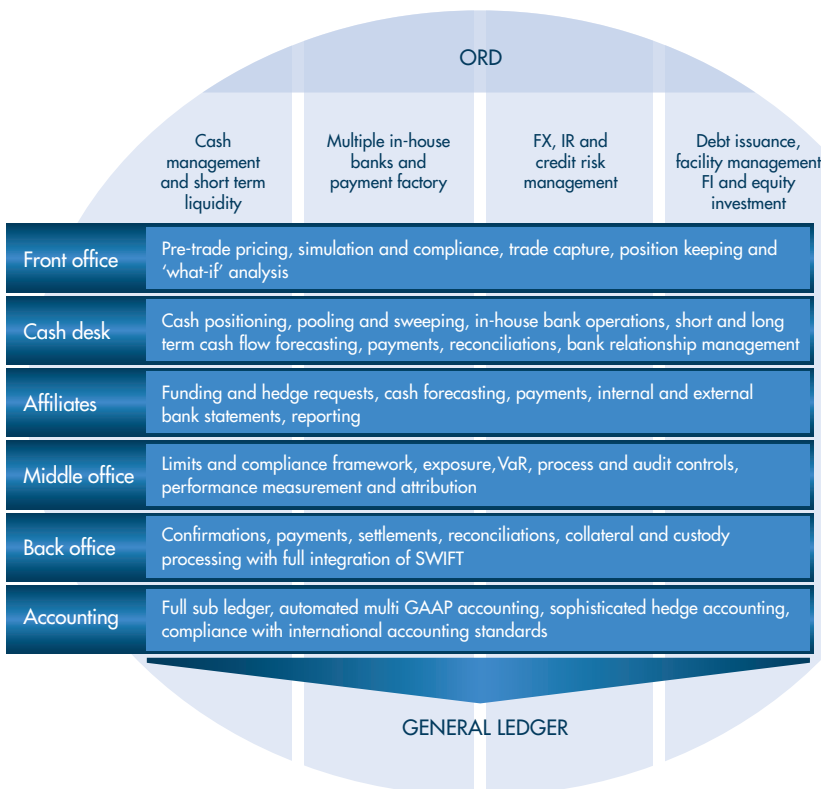 ORD
Cash
management
and short term
liquidity
Multiple in-house
banks and
payment factory
FX, IR and
credit risk
management
Debt issuance,
facility management
FI and equity
investment
Front office
Pre-trade pricing, simulation and compliance, trade capture, position keeping and
‘what-if’ analysis
Cash desk
Cash positioning, pooling and sweeping, in-house bank operations, short and long
term cash flow forecasting, payments, reconciliations, bank relationship management
Affiliates
Funding and hedge requests, cash forecasting, payments, internal and external
bank statements, reporting
Middle office
Limits and compliance framework, exposure, VaR, process and audit controls,
performance measurement and attribution
Back office
Confirmations, payments, settlements, reconciliations, collateral and custody
processing with full integration of SWIFT
Accounting
Full sub ledger, automated multi GAAP accounting, sophisticated hedge accounting,
compliance with international accounting standards
GENERAL LEDGER